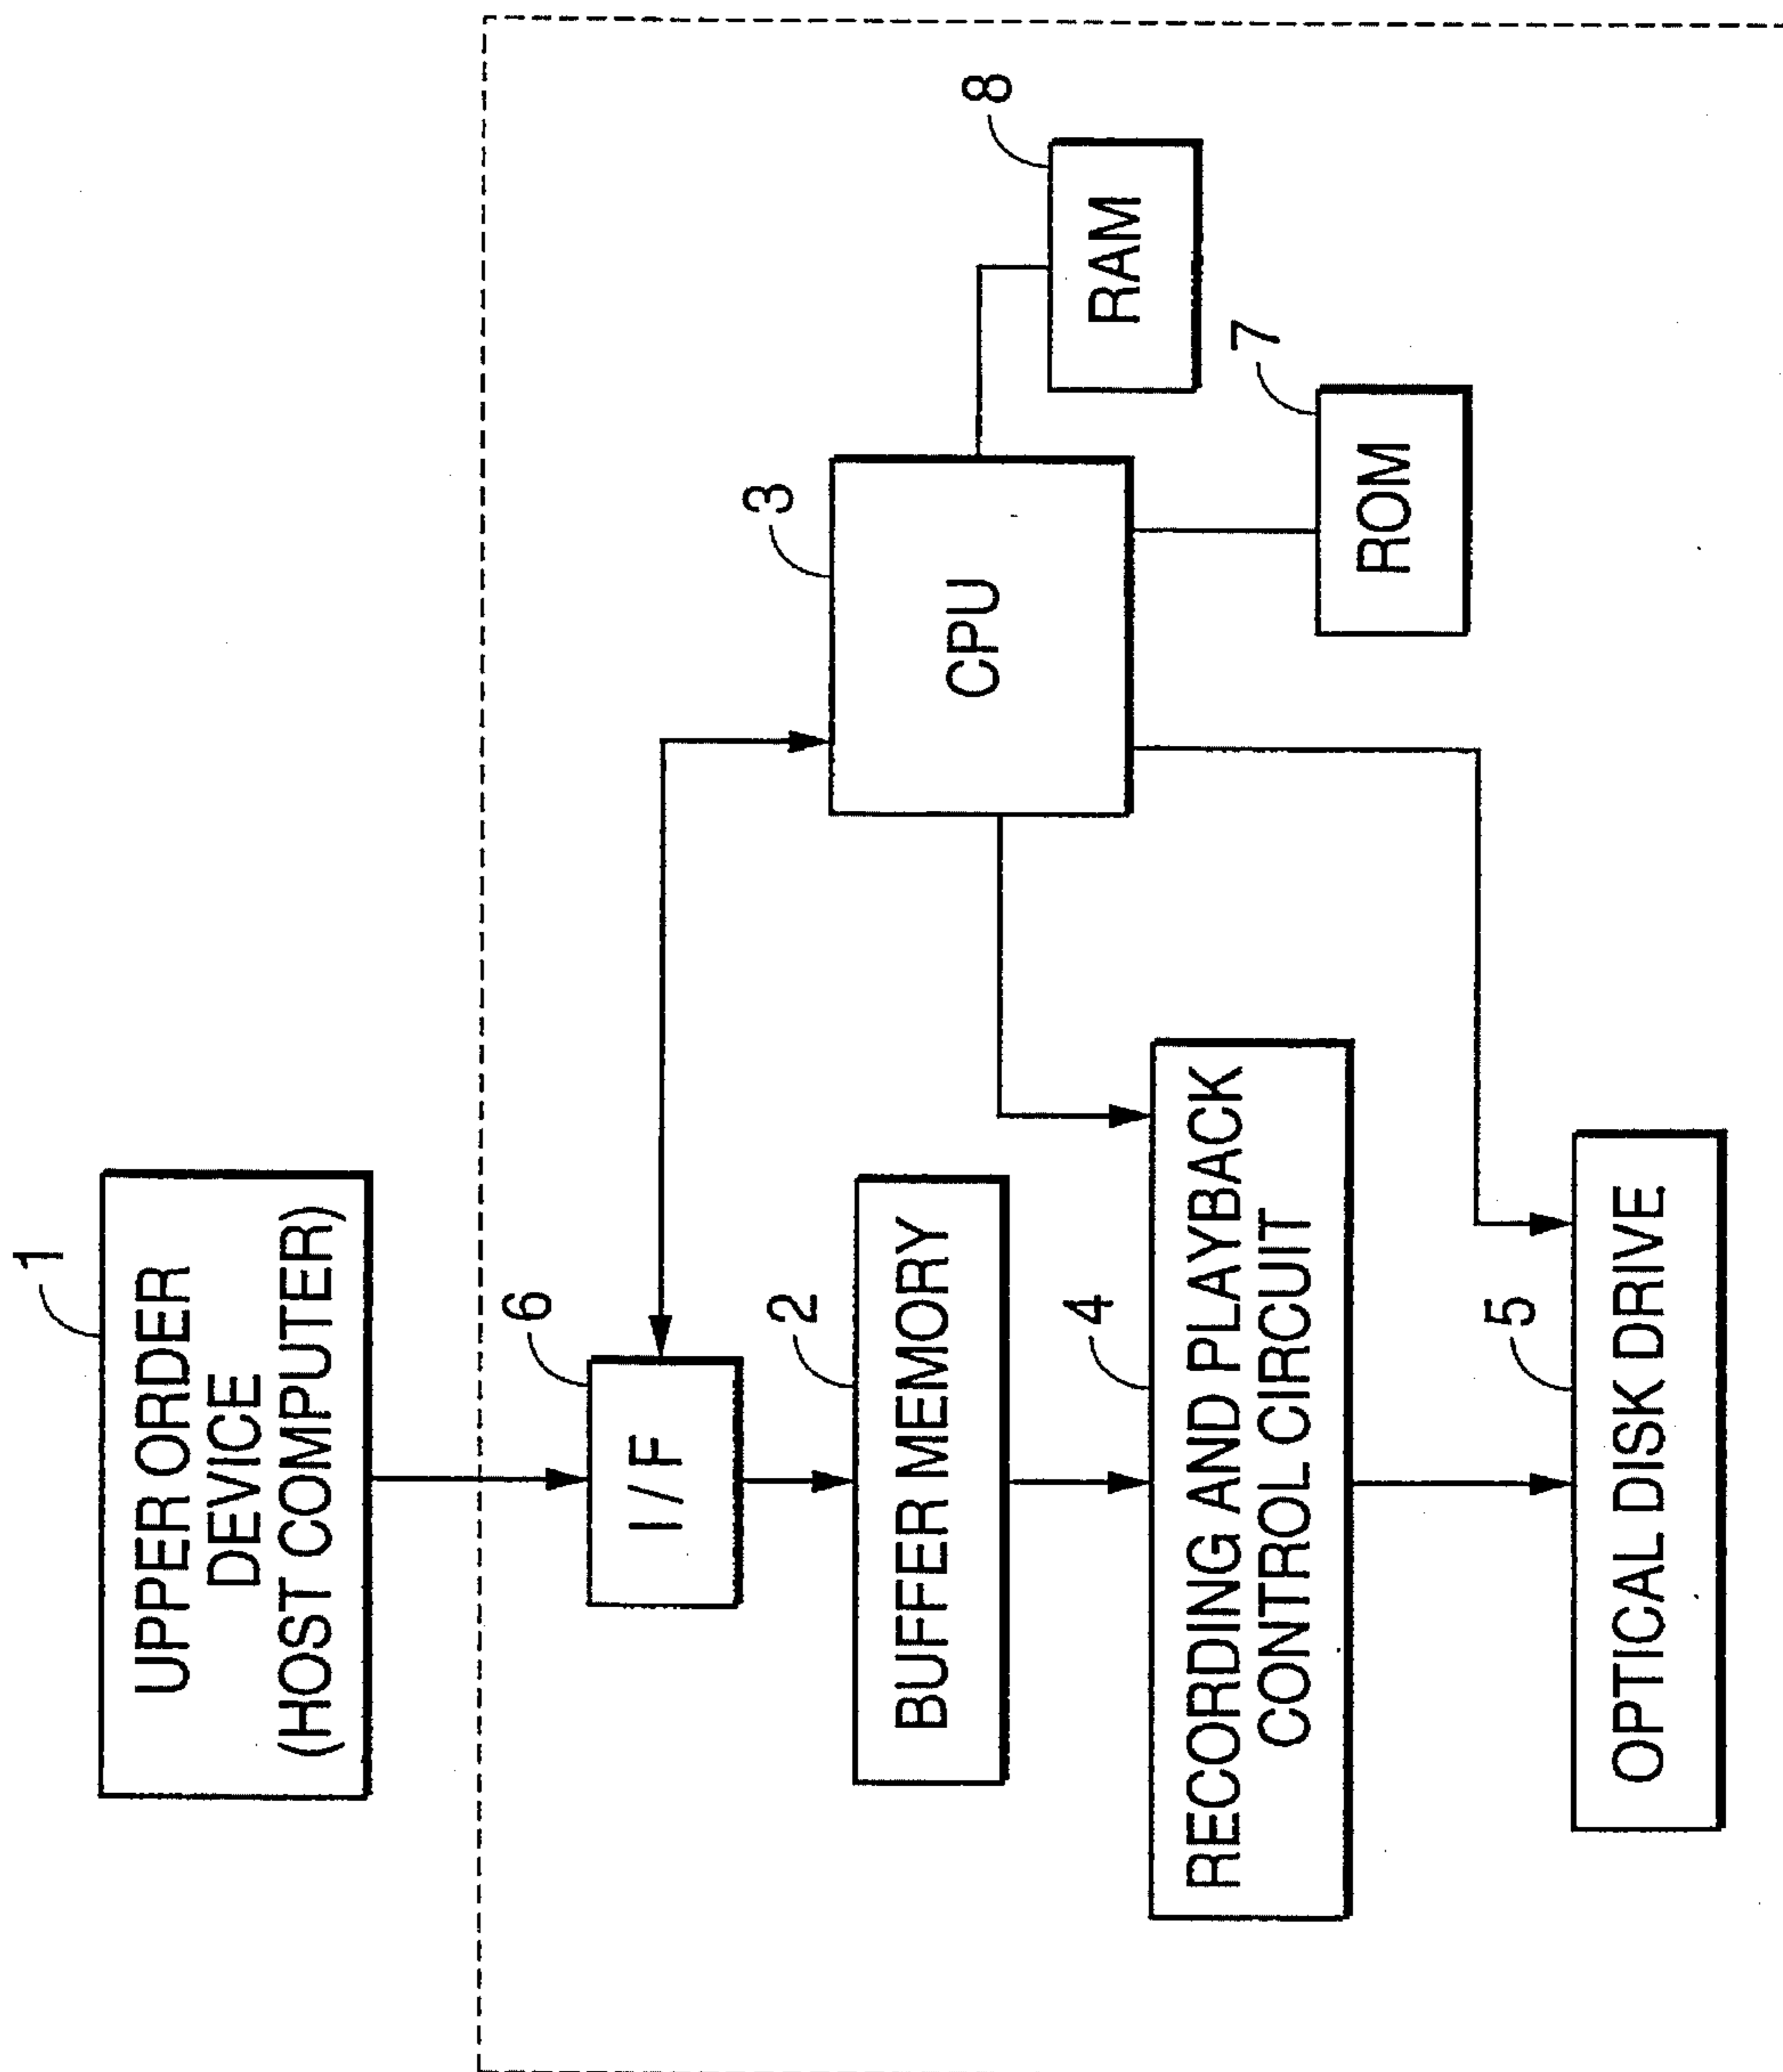 1
UPPER ORDER
DEVICE
(HOST COMPUTER)
6
I/F
2
BUFFER MEMORY
4
RECORDING AND PLAYBACK
CONTROL CIRCUIT
5
OPTICAL DISK DRIVE
3
CPU
8
RAM
7
ROM